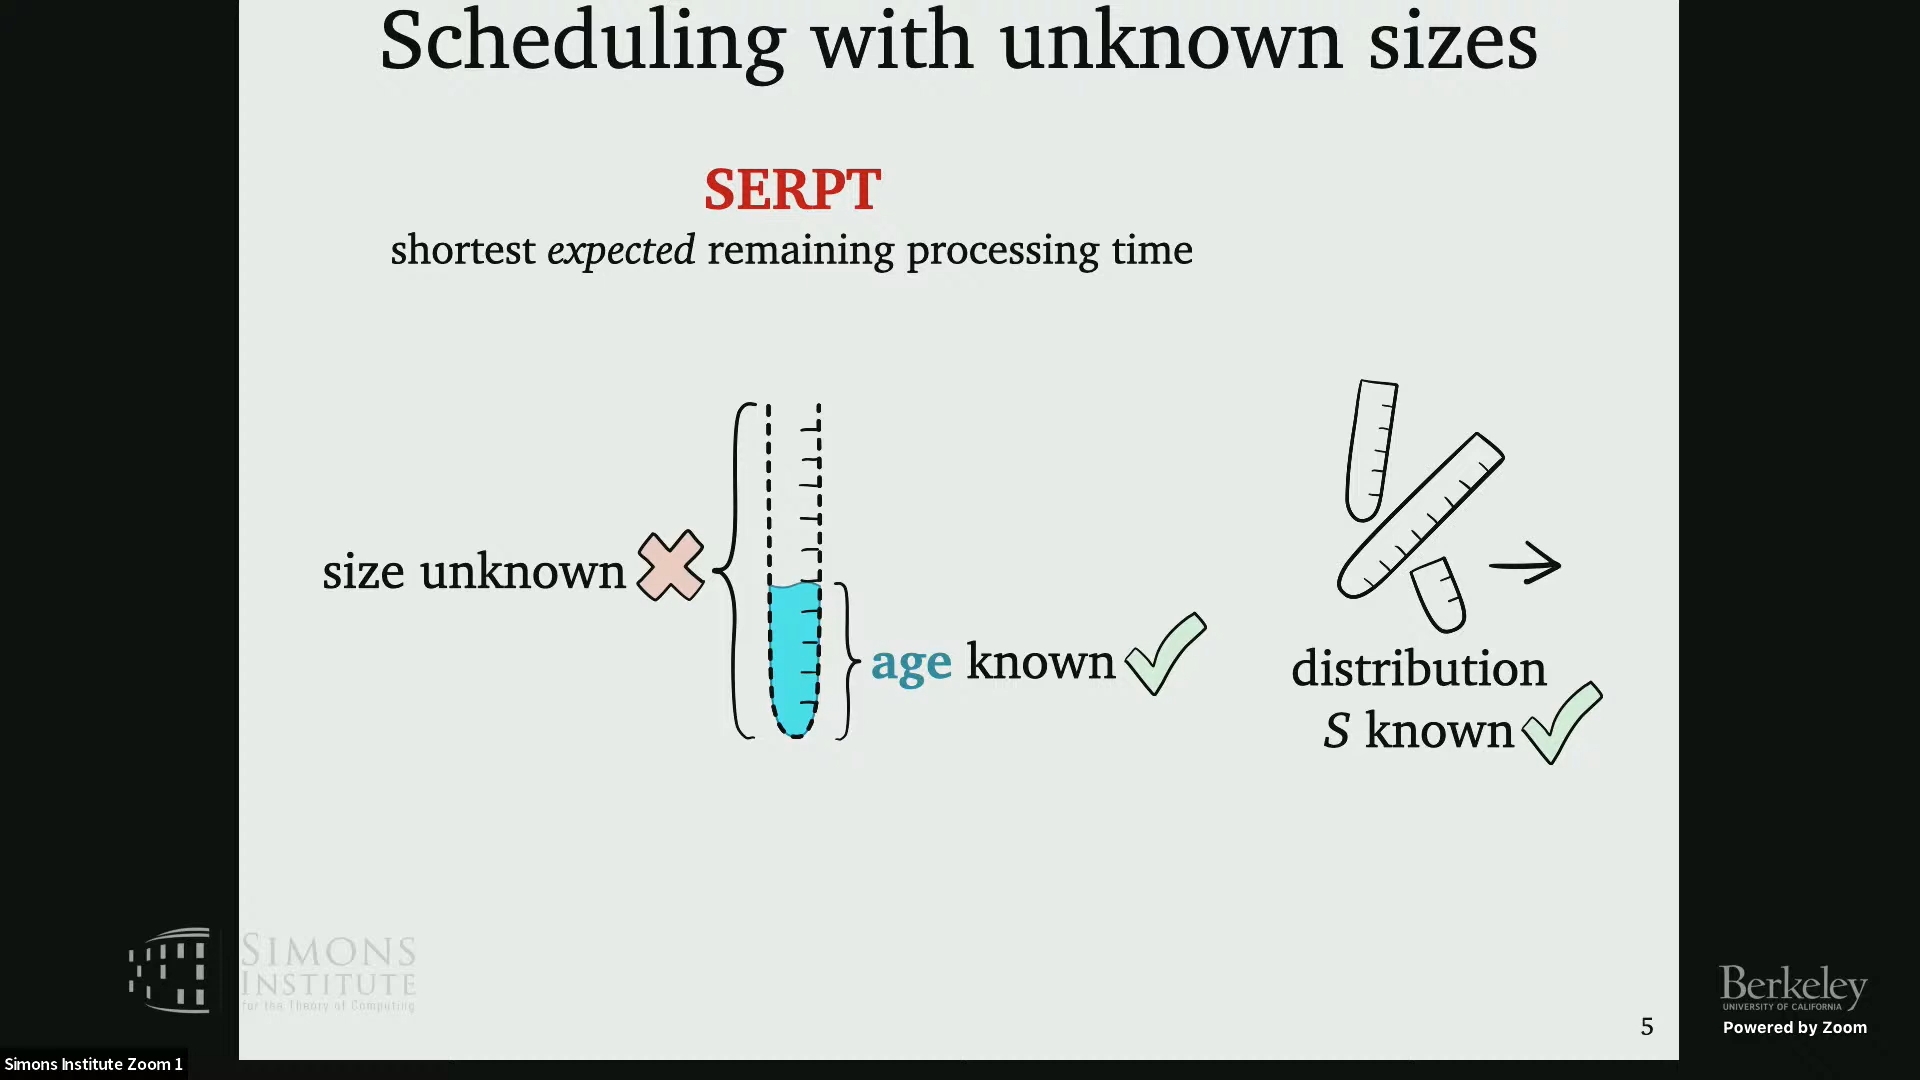 Scheduling with unknown sizes
SERPT
shortest expected remaining processing time
size unknown
age known
distribution
S known
SIMONS
INSTITUTE
for the Theory of Computing
5
Berkeley
UNIVERSITY OF CALIFORNIA
Powered by Zoom
Simons Institute Zoom 1